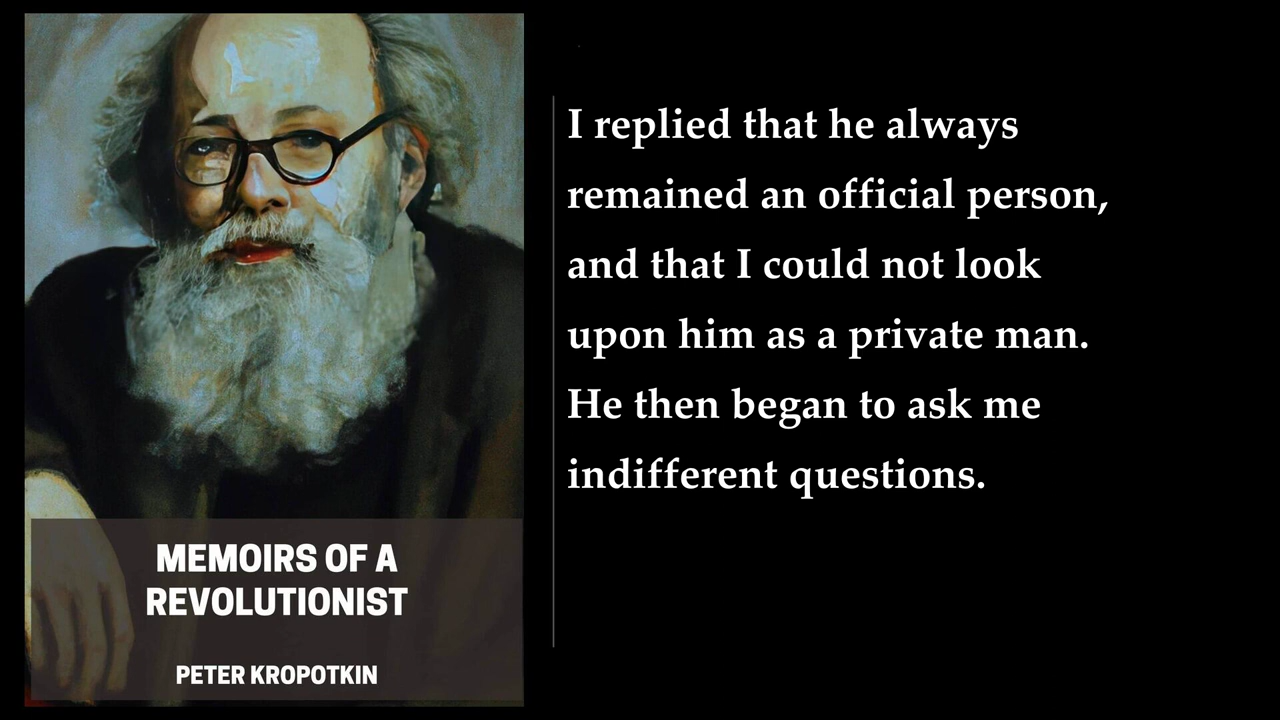 I replied that he always
remained an official person,
and that I could not look
upon him as a private man.
He then began to ask me
indifferent questions.
MEMOIRS OF A
REVOLUTIONIST
PETER KROPOTKIN